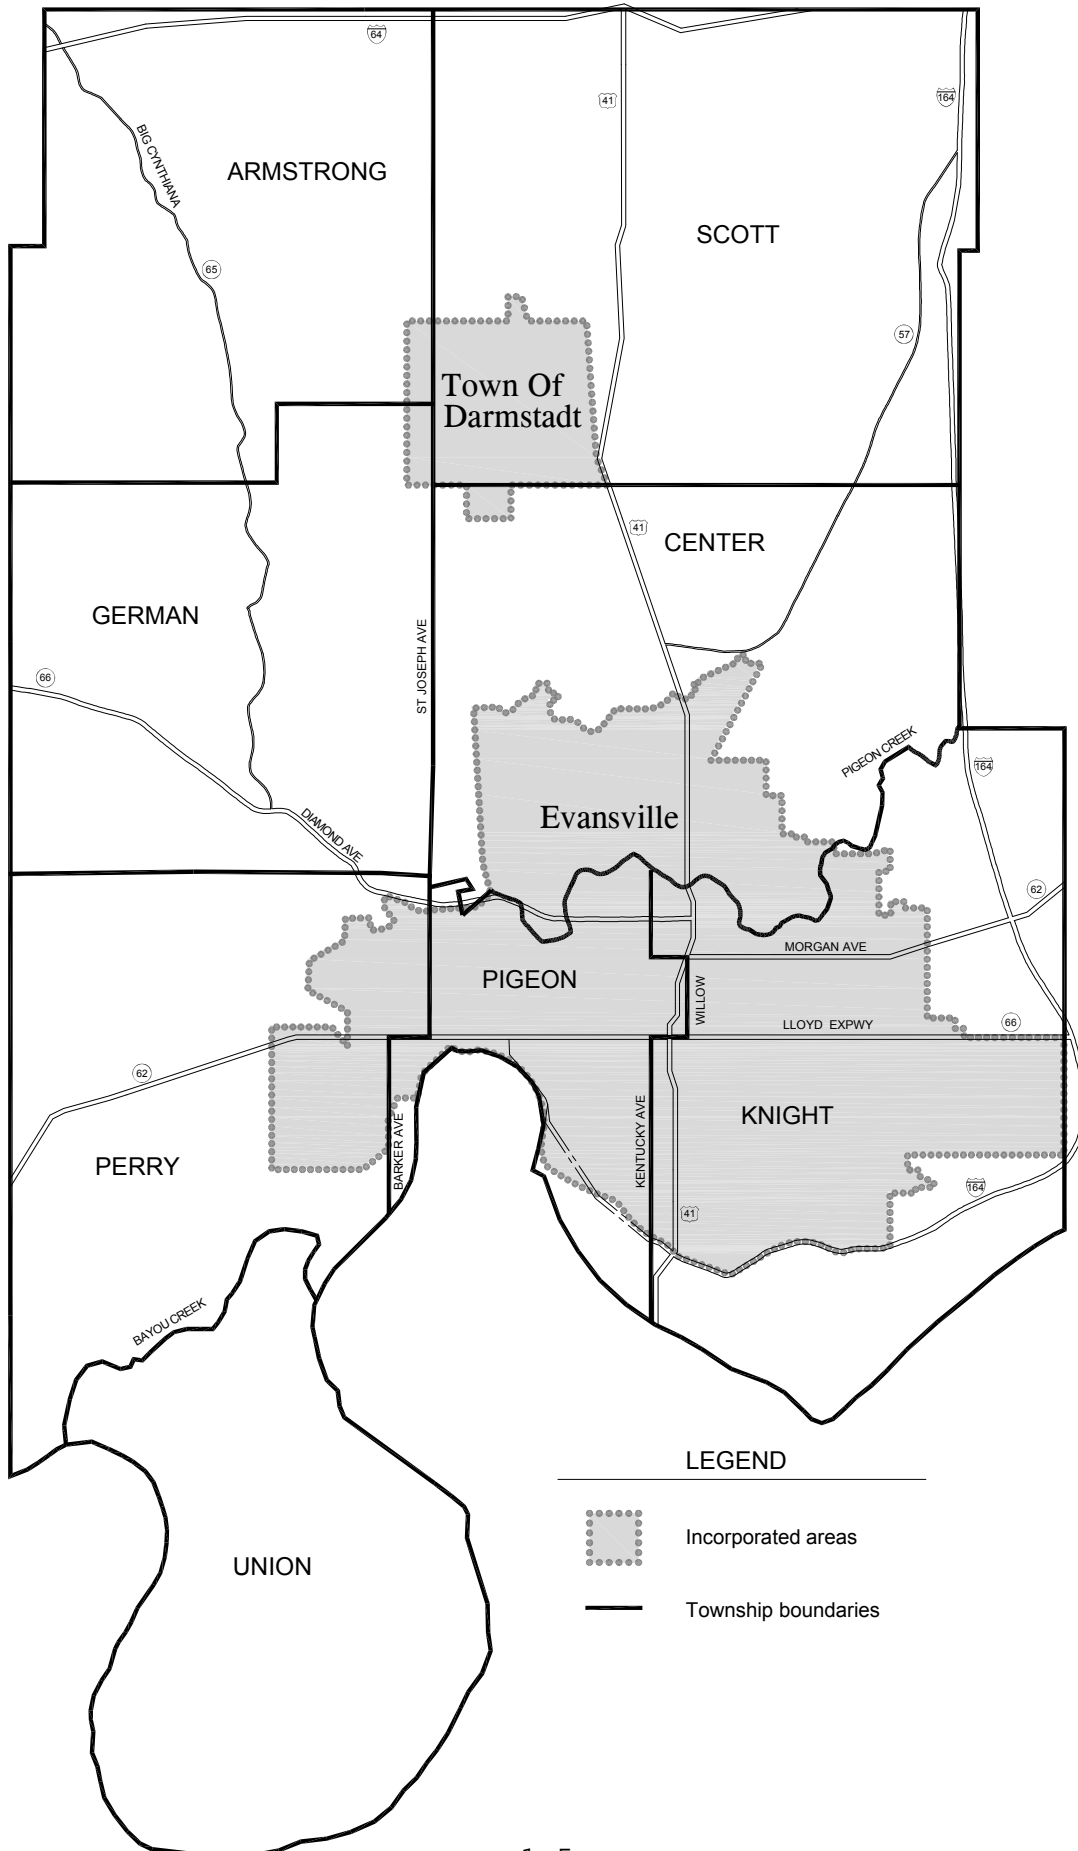 64
41
164
BIG CYNTHIANA
ARMSTRONG
SCOTT
65
57
Town Of
Darmstadt
41
CENTER
GERMAN
ST JOSEPH AVE
66
PIGEON CREEK
164
Evansville
DIAMOND AVE
62
MORGAN AVE
PIGEON
WILLOW
LLOYD EXPWY
66
62
KENTUCKY AVE
KNIGHT
BARKER AVE
PERRY
164
41
BAYOU CREEK
LEGEND
Incorporated areas
UNION
Township boundaries